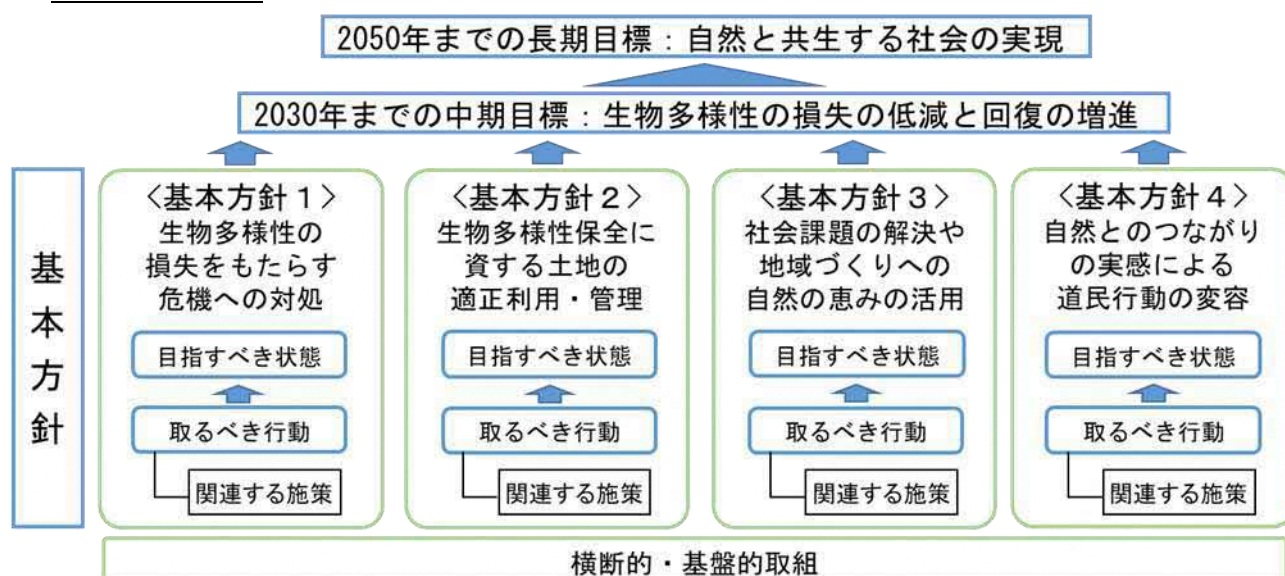 2050年までの長期目標：自然と共生する社会の実現
2030年までの中期目標：生物多様性の損失の低減と回復の増進
基本方針
〈基本方針１〉
生物多様性の
損失をもたらす
危機への対処
目指すべき状態
取るべき行動
関連する施策
〈基本方針２〉
生物多様性保全に
資する土地の
適正利用・管理
目指すべき状態
取るべき行動
関連する施策
〈基本方針３〉
社会課題の解決や
地域づくりへの
自然の恵みの活用
目指すべき状態
取るべき行動
関連する施策
〈基本方針４〉
自然とのつながり
の実感による
道民行動の変容
目指すべき状態
取るべき行動
関連する施策
横断的・基盤的取組